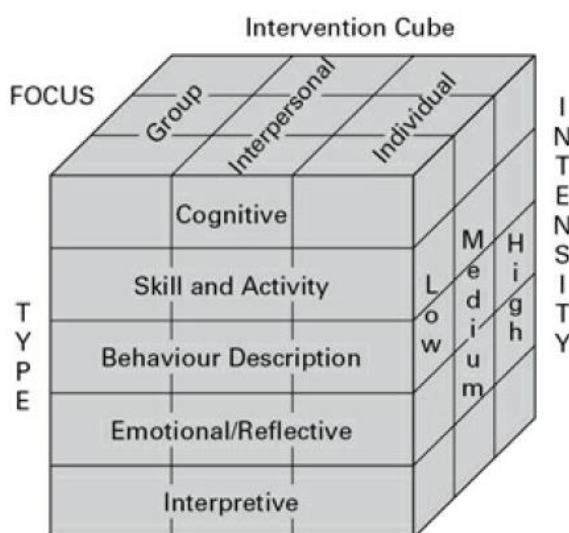 Intervention Cube
FOCUS
Group
Interpersonal
Individual
INTENSITY
Cognitive
Skill and Activity
Behaviour Description
Emotional/Reflective
Interpretive
TYPE
Low
Medium
High